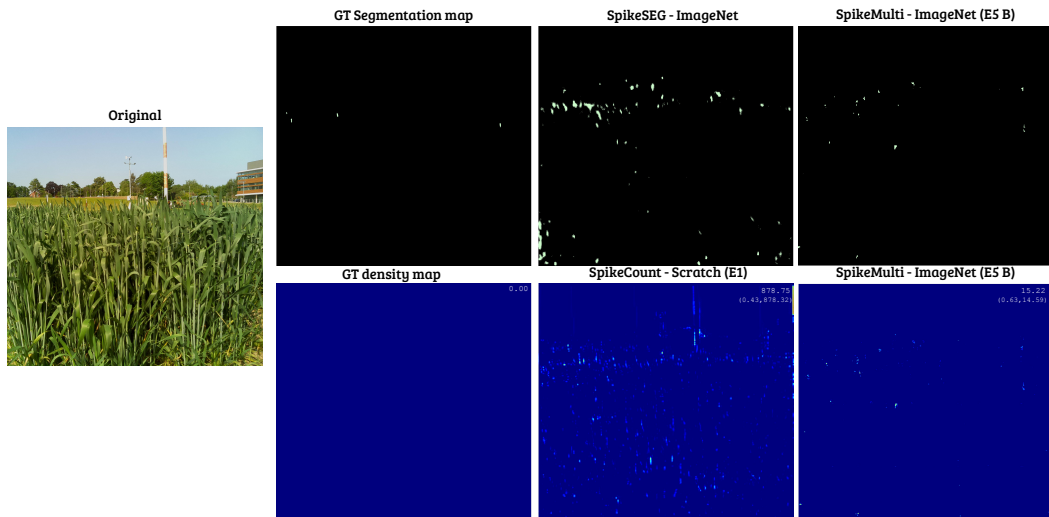 GT Segmentation map
SpikeSEG - ImageNet
SpikeMulti - ImageNet (E5 B)
Original
GT density map
SpikeCount - Scratch (E1)
SpikeMulti - ImageNet (E5 B)
0.00
878.75
(0.43,878.32)
15.22
(0.63,14.59)